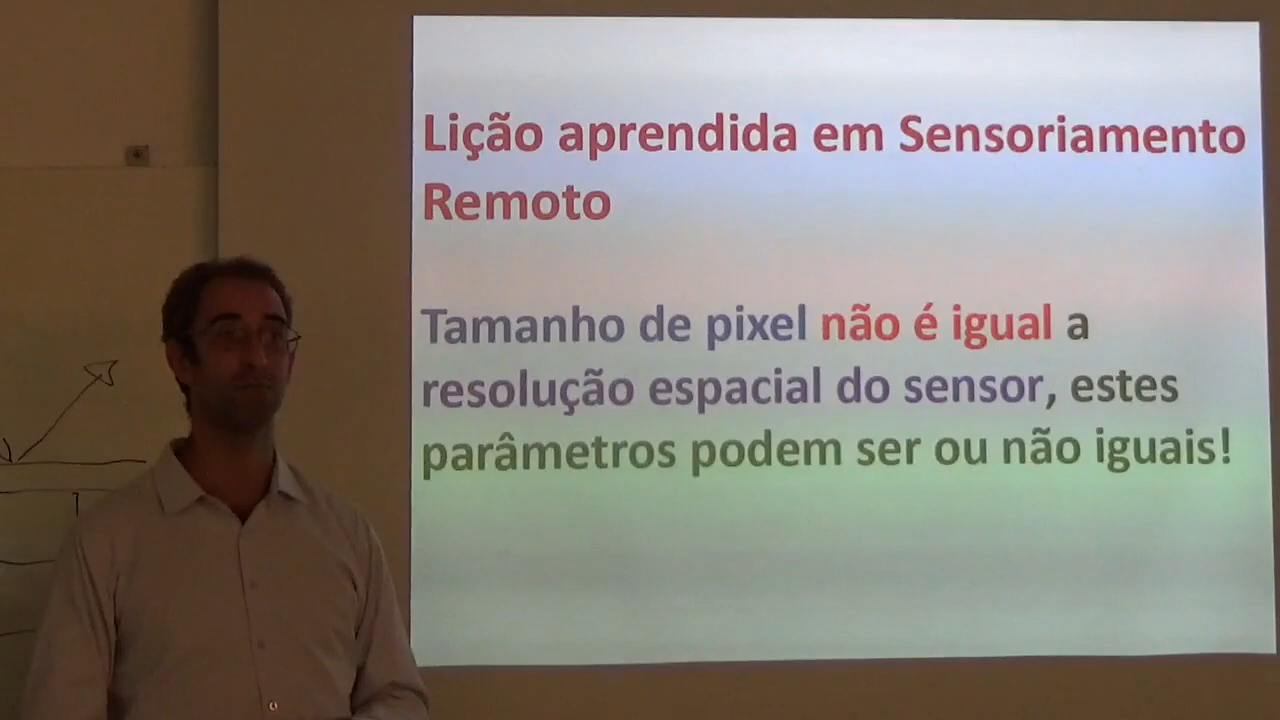 Lição aprendida em Sensoriamento
Remoto
Tamanho de pixel não é igual a
resolução espacial do sensor, estes
parâmetros podem ser ou não iguais!